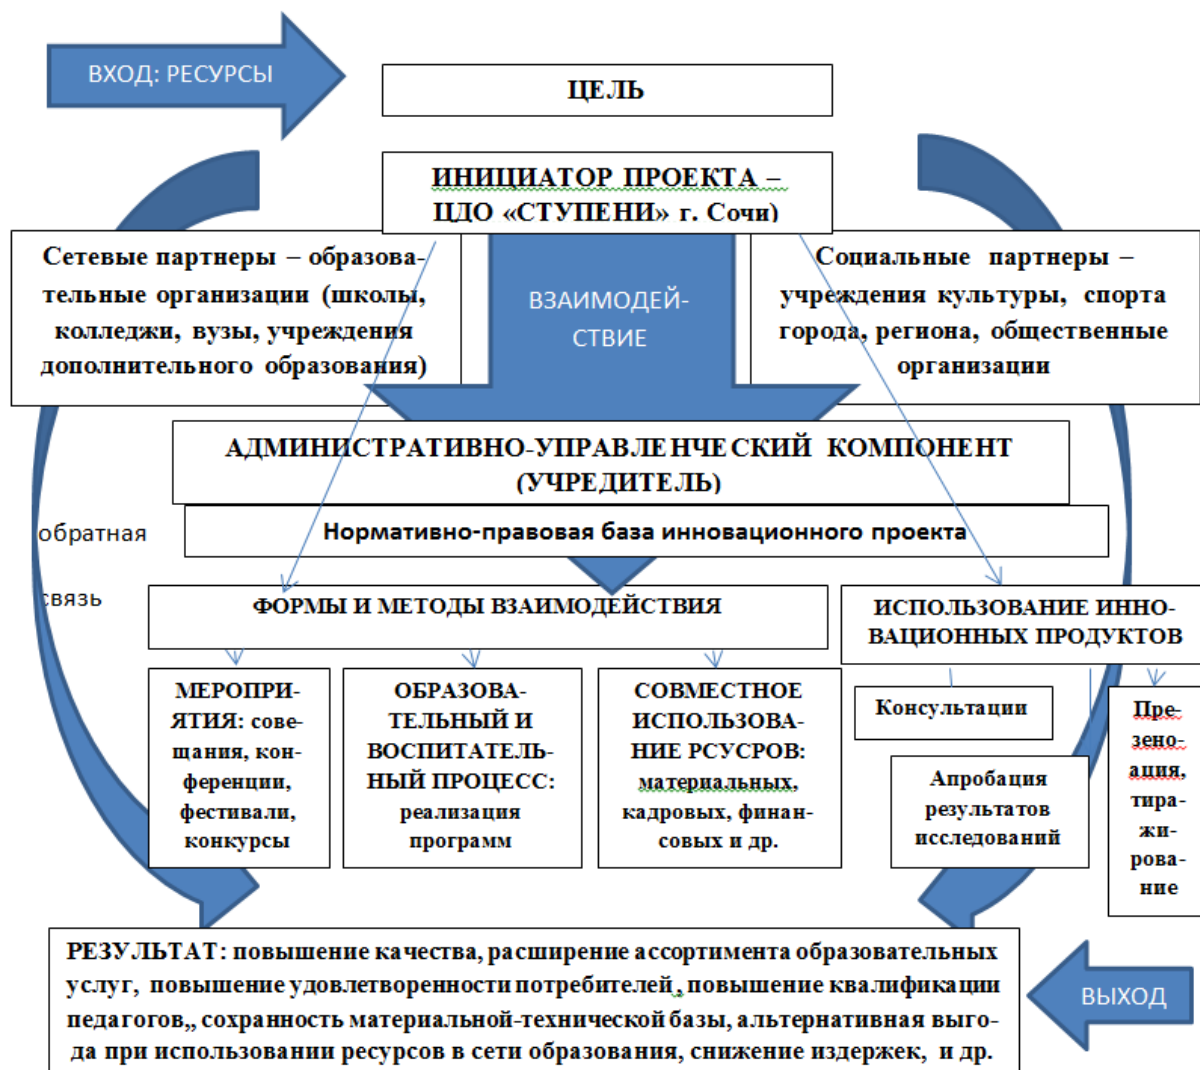 ВХОД: РЕСУРСЫ
ЦЕЛЬ
ИНИЦИАТОР ПРОЕКТА –
ЦДО «СТУПЕНИ» г. Сочи)
Сетевые партнеры – образова-
тельные организации (школы,
колледжи, вузы, учреждения
дополнительного образования)
ВЗАИМОДЕЙ-
СТВИЕ
Социальные партнеры –
учреждения культуры, спорта
города, региона, общественные
организации
АДМИНИСТРАТИВНО-УПРАВЛЕНЧЕСКИЙ КОМПОНЕНТ
(УЧРЕДИТЕЛЬ)
Нормативно-правовая база инновационного проекта
обратная
связь
ФОРМЫ И МЕТОДЫ ВЗАИМОДЕЙСТВИЯ
ИСПОЛЬЗОВАНИЕ ИННО-
ВАЦИОННЫХ ПРОДУКТОВ
МЕРОПРИ-
ЯТИЯ: сове-
щания, кон-
ференции,
фестивали,
конкурсы
ОБРАЗОВА-
ТЕЛЬНЫЙ И
ВОСПИТАТЕЛЬ-
НЫЙ ПРОЦЕСС:
реализация
программ
СОВМЕСТНОЕ
ИСПОЛЬЗОВА-
НИЕ РСУСРОВ:
материальных,
кадровых, финан-
совых и др.
Консультации
Апробация
результатов
исследований
Пре-
зено-
ация,
тира-
жи-
рова-
ние
РЕЗУЛЬТАТ: повышение качества, расширение ассортимента образовательных
услуг, повышение удовлетворенности потребителей , повышение квалификации
педагогов,, сохранность материальной-технической базы, альтернативная выго-
да при использовании ресурсов в сети образования, снижение издержек, и др.
ВЫХОД